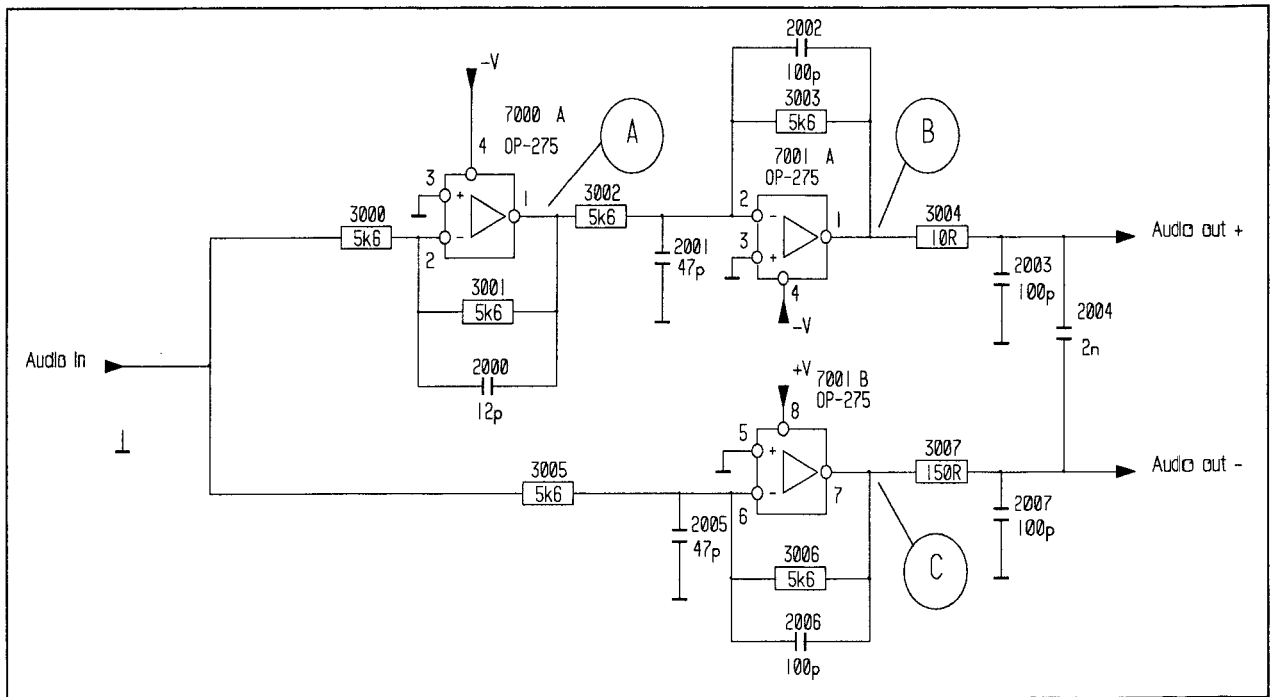 2002
100p
3003
5k6
-V
7000 A
OP-275
4
A
B
3
+
1
-
2
3000
5k6
3002
5k6
2001
47p
7001 A
OP-275
2
-
3
+
1
4
-V
3004
10R
Audio out +
2003
100p
2004
2n
3001
5k6
2000
12p
Audio In
+V
7001 B
OP-275
8
5
+
-
6
7
3005
5k6
2005
47p
3007
150R
Audio out -
2007
100p
3006
5k6
2006
100p
C